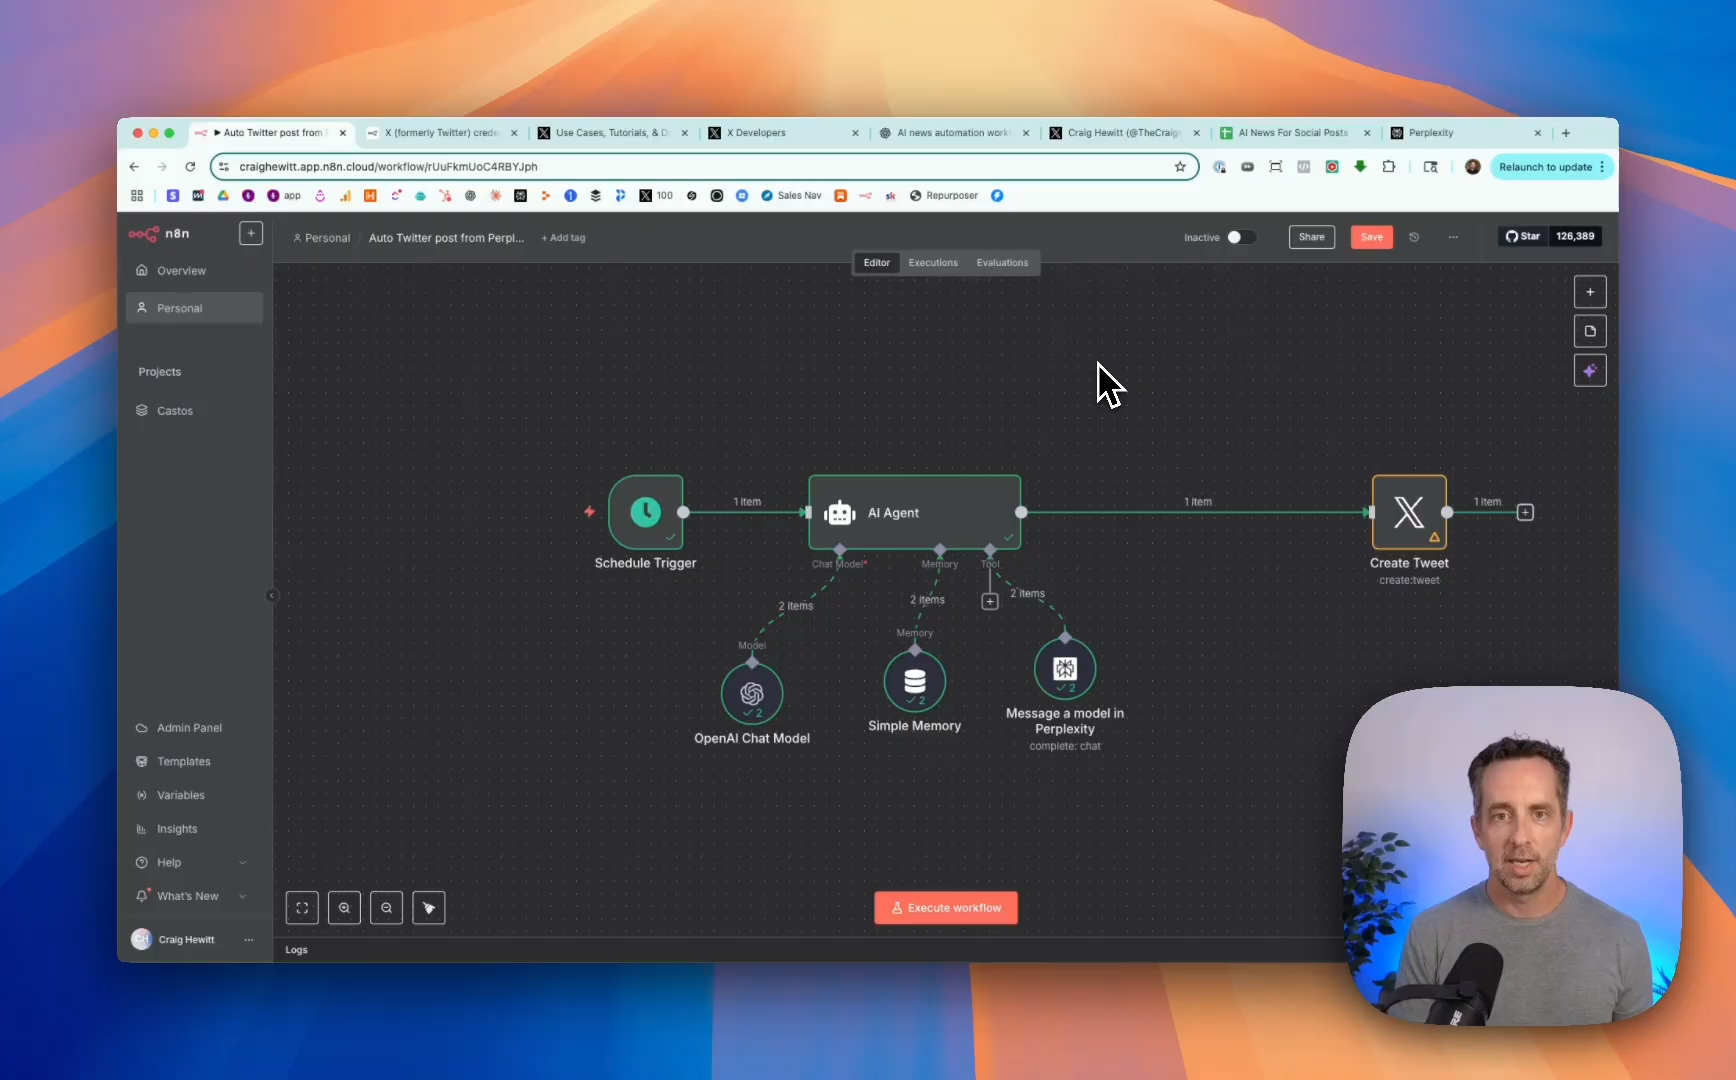 Auto Twitter post from
X (formerly Twitter) crede
Use Cases, Tutorials, & D
X Developers
AI news automation workf
Craig Hewitt (@TheCraig
AI News For Social Posts
Perplexity
craighewitt.app.n8n.cloud/workflow/rUuFkmUoC4RBYJph
Relaunch to update
app
100
Sales Nav
sk
Repurposer
n8n
Personal
Auto Twitter post from Perpl...
+ Add tag
Inactive
Share
Save
Star
126,389
Editor
Executions
Evaluations
Overview
Personal
Projects
Castos
1 item
AI Agent
1 item
1 item
Schedule Trigger
Chat Model*
Memory
Tool
Create Tweet
create:tweet
2 items
2 items
2 items
Model
Memory
2
2
2
OpenAI Chat Model
Simple Memory
Message a model in
Perplexity
complete: chat
Admin Panel
Templates
Variables
Insights
Help
What's New
Craig Hewitt
Execute workflow
Logs